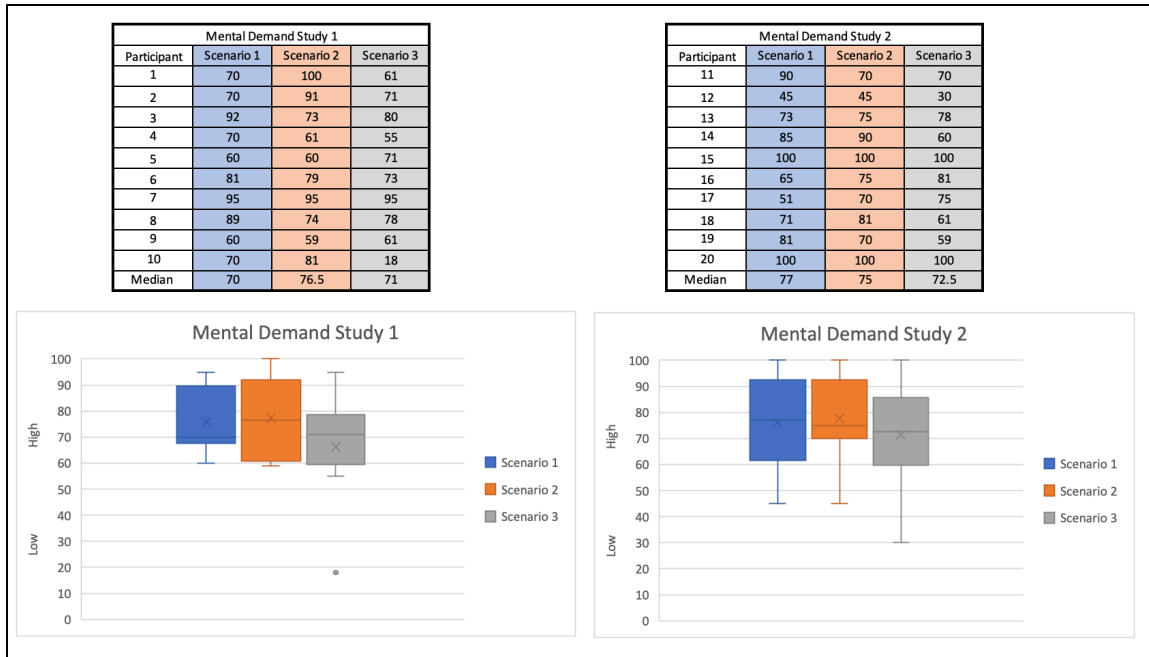 Mental Demand Study 1
Participant Scenario 1 Scenario 2 Scenario 3
1 70 100 61
2 70 91 71
3 92 73 80
4 70 61 55
5 60 60 71
6 81 79 73
7 95 95 95
8 89 74 78
9 60 59 61
10 70 81 18
Median 70 76.5 71
Mental Demand Study 2
Participant Scenario 1 Scenario 2 Scenario 3
11 90 70 70
12 45 45 30
13 73 75 78
14 85 90 60
15 100 100 100
16 65 75 81
17 51 70 75
18 71 81 61
19 81 70 59
20 100 100 100
Median 77 75 72.5
Mental Demand Study 1
100
90
80
70
60
50
40
30
20
10
0
High
Low
Scenario 1
Scenario 2
Scenario 3
Mental Demand Study 2
100
90
80
70
60
50
40
30
20
10
0
High
Low
Scenario 1
Scenario 2
Scenario 3